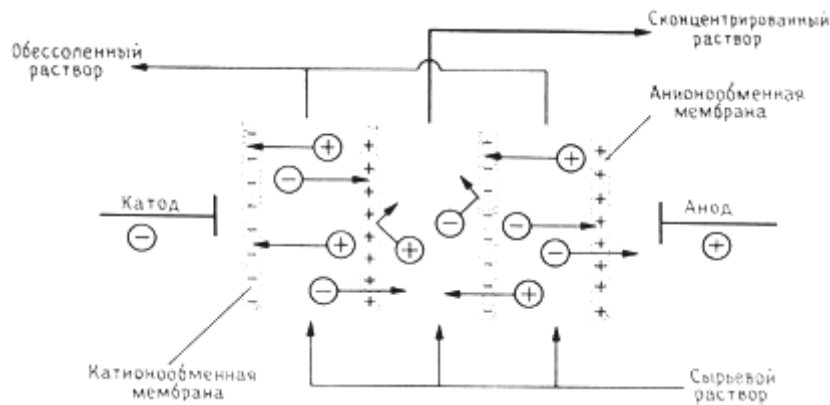 Сконцентрированный
раствор
Обессоленный
раствор
Анионообменная
мембрана
Катод
Анод
Катионообменная
мембрана
Сырьевой
раствор